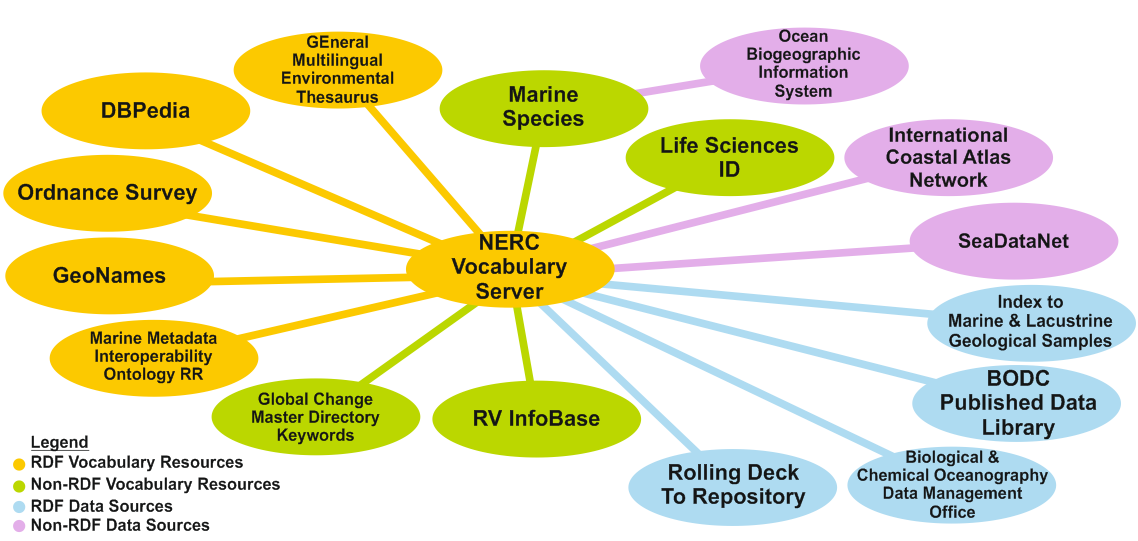 GEneral
Multilingual
Environmental
Thesaurus
DBPedia
Ordnance Survey
GeoNames
Marine Metadata
Interoperability
Ontology RR
Global Change
Master Directory
Keywords
RV InfoBase
NERC
Vocabulary
Server
Marine
Species
Life Sciences
ID
Ocean
Biogeographic
Information
System
International
Coastal Atlas
Network
SeaDataNet
Index to
Marine & Lacustrine
Geological Samples
BODC
Published Data
Library
Biological &
Chemical Oceanography
Data Management
Office
Rolling Deck
To Repository
Legend
RDF Vocabulary Resources
Non-RDF Vocabulary Resources
RDF Data Sources
Non-RDF Data Sources